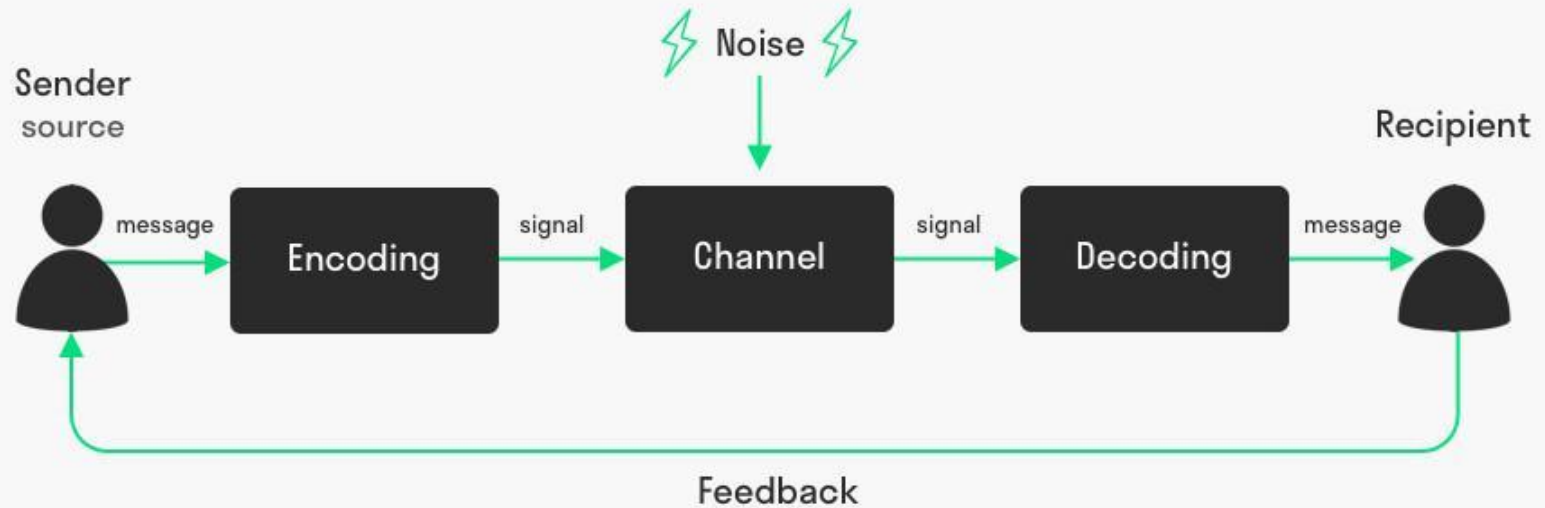 Noise
Sender
source
Recipient
message
Encoding
signal
Channel
signal
Decoding
message
Feedback